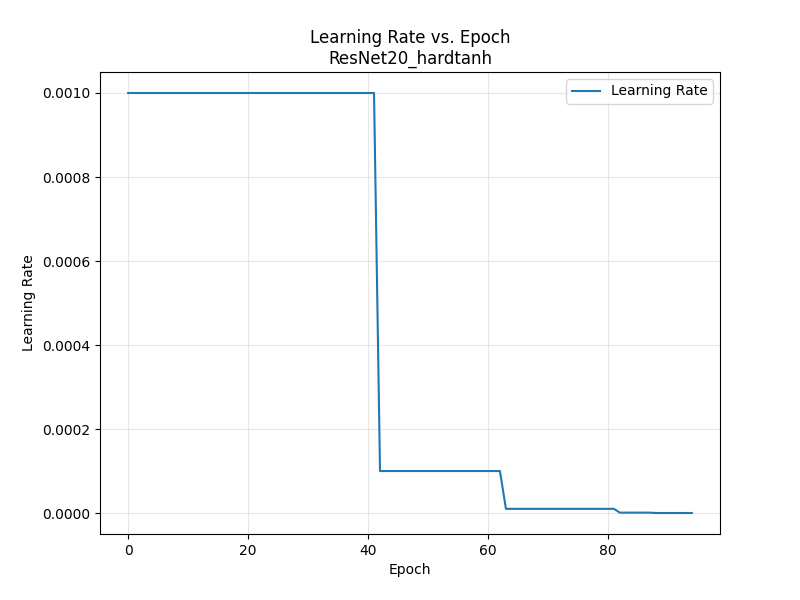 Learning Rate vs. Epoch
ResNet20_hardtanh
Learning Rate
0.0010
0.0008
0.0006
0.0004
0.0002
0.0000
Learning Rate
0 20 40 60 80
Epoch